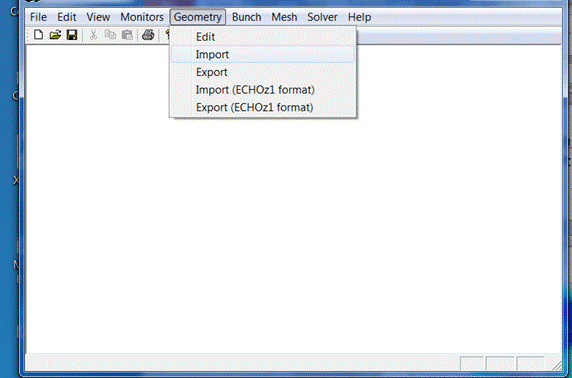 File Edit View Monitors Geometry Bunch Mesh Solver Help
Edit
Import
Export
Import (ECHOz1 format)
Export (ECHOz1 format)